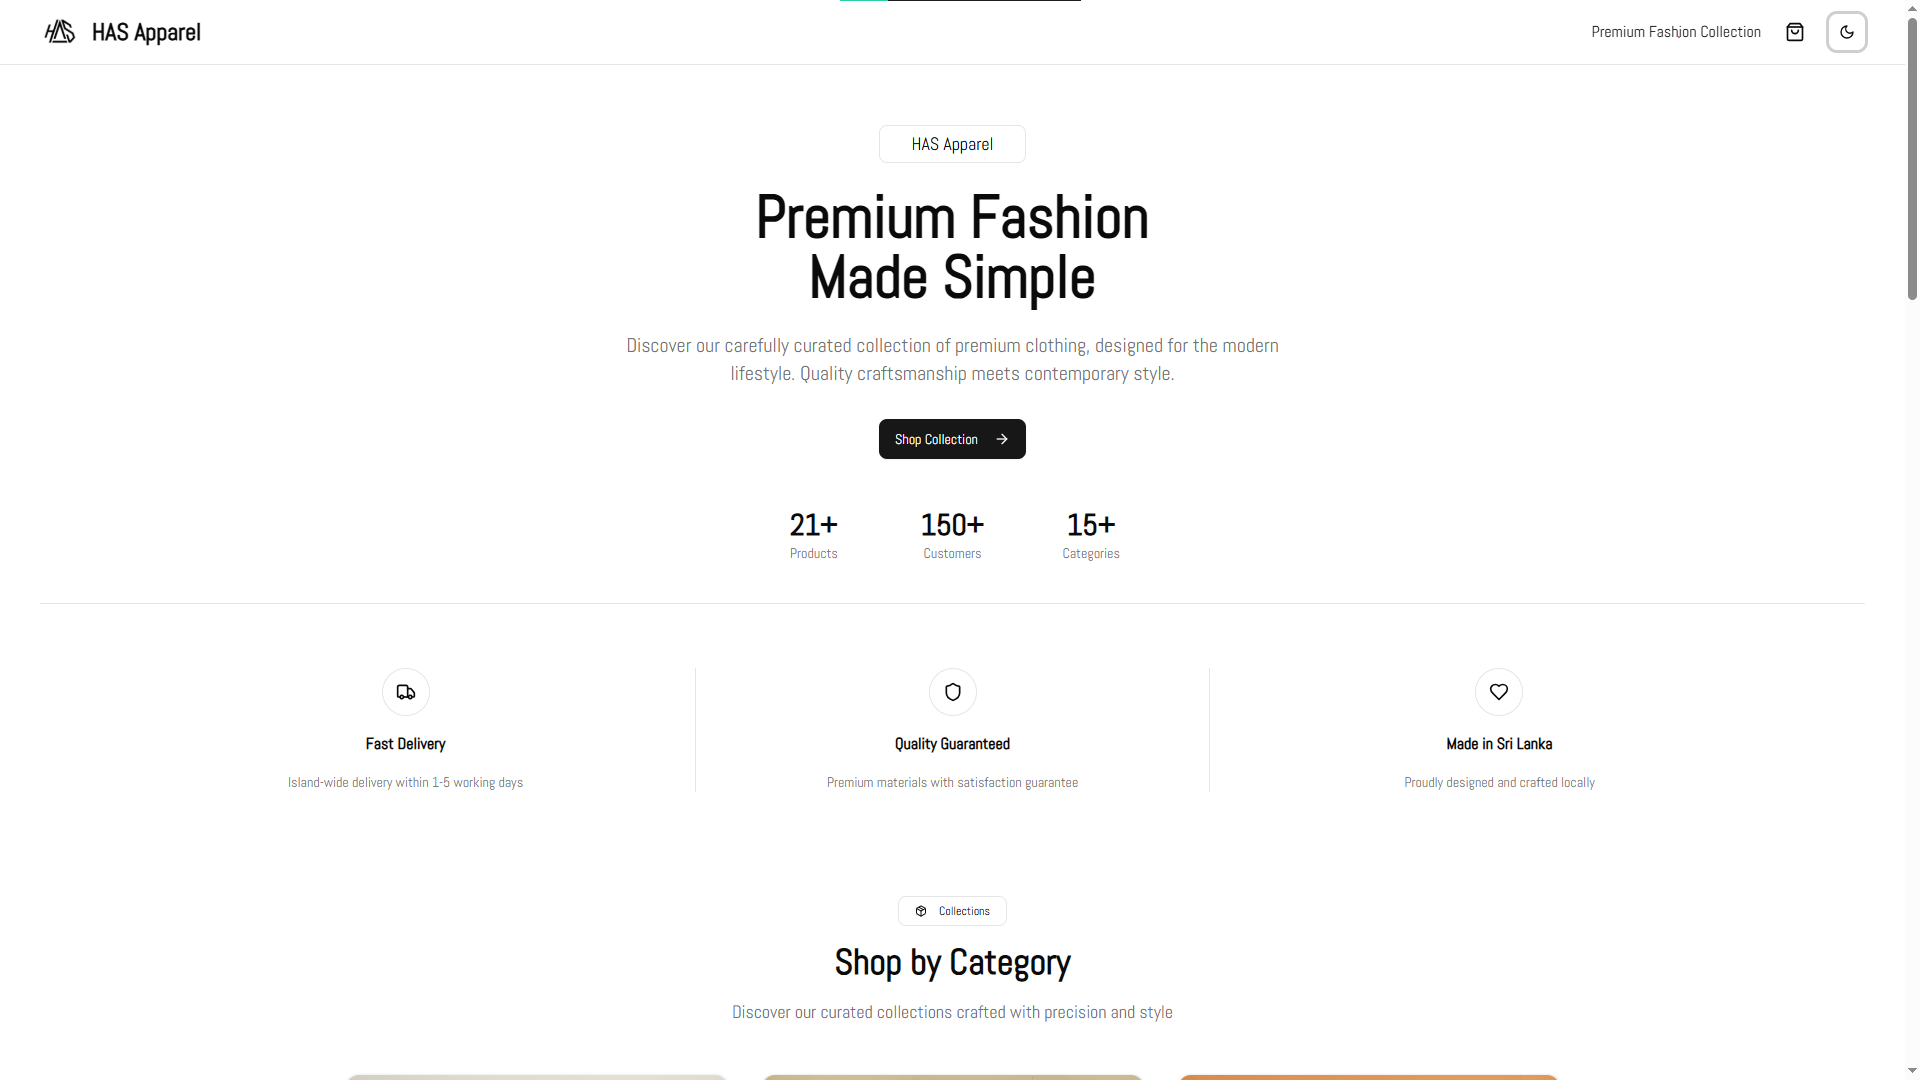 HAS
HAS Apparel
Premium Fashion Collection
HAS Apparel
Premium Fashion
Made Simple
Discover our carefully curated collection of premium clothing, designed for the modern
lifestyle. Quality craftsmanship meets contemporary style.
Shop Collection
21+
150+
15+
Products
Customers
Categories
Fast Delivery
Island-wide delivery within 1-5 working days
Quality Guaranteed
Premium materials with satisfaction guarantee
Made in Sri Lanka
Proudly designed and crafted locally
Collections
Shop by Category
Discover our curated collections crafted with precision and style